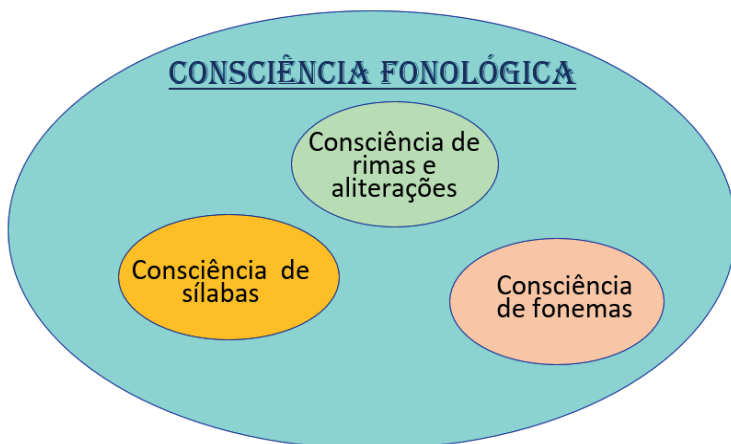 CONSCIÊNCIA FONOLÓGICA
Consciência de
rimas e
aliterações
Consciência de
sílabas
Consciência
de fonemas